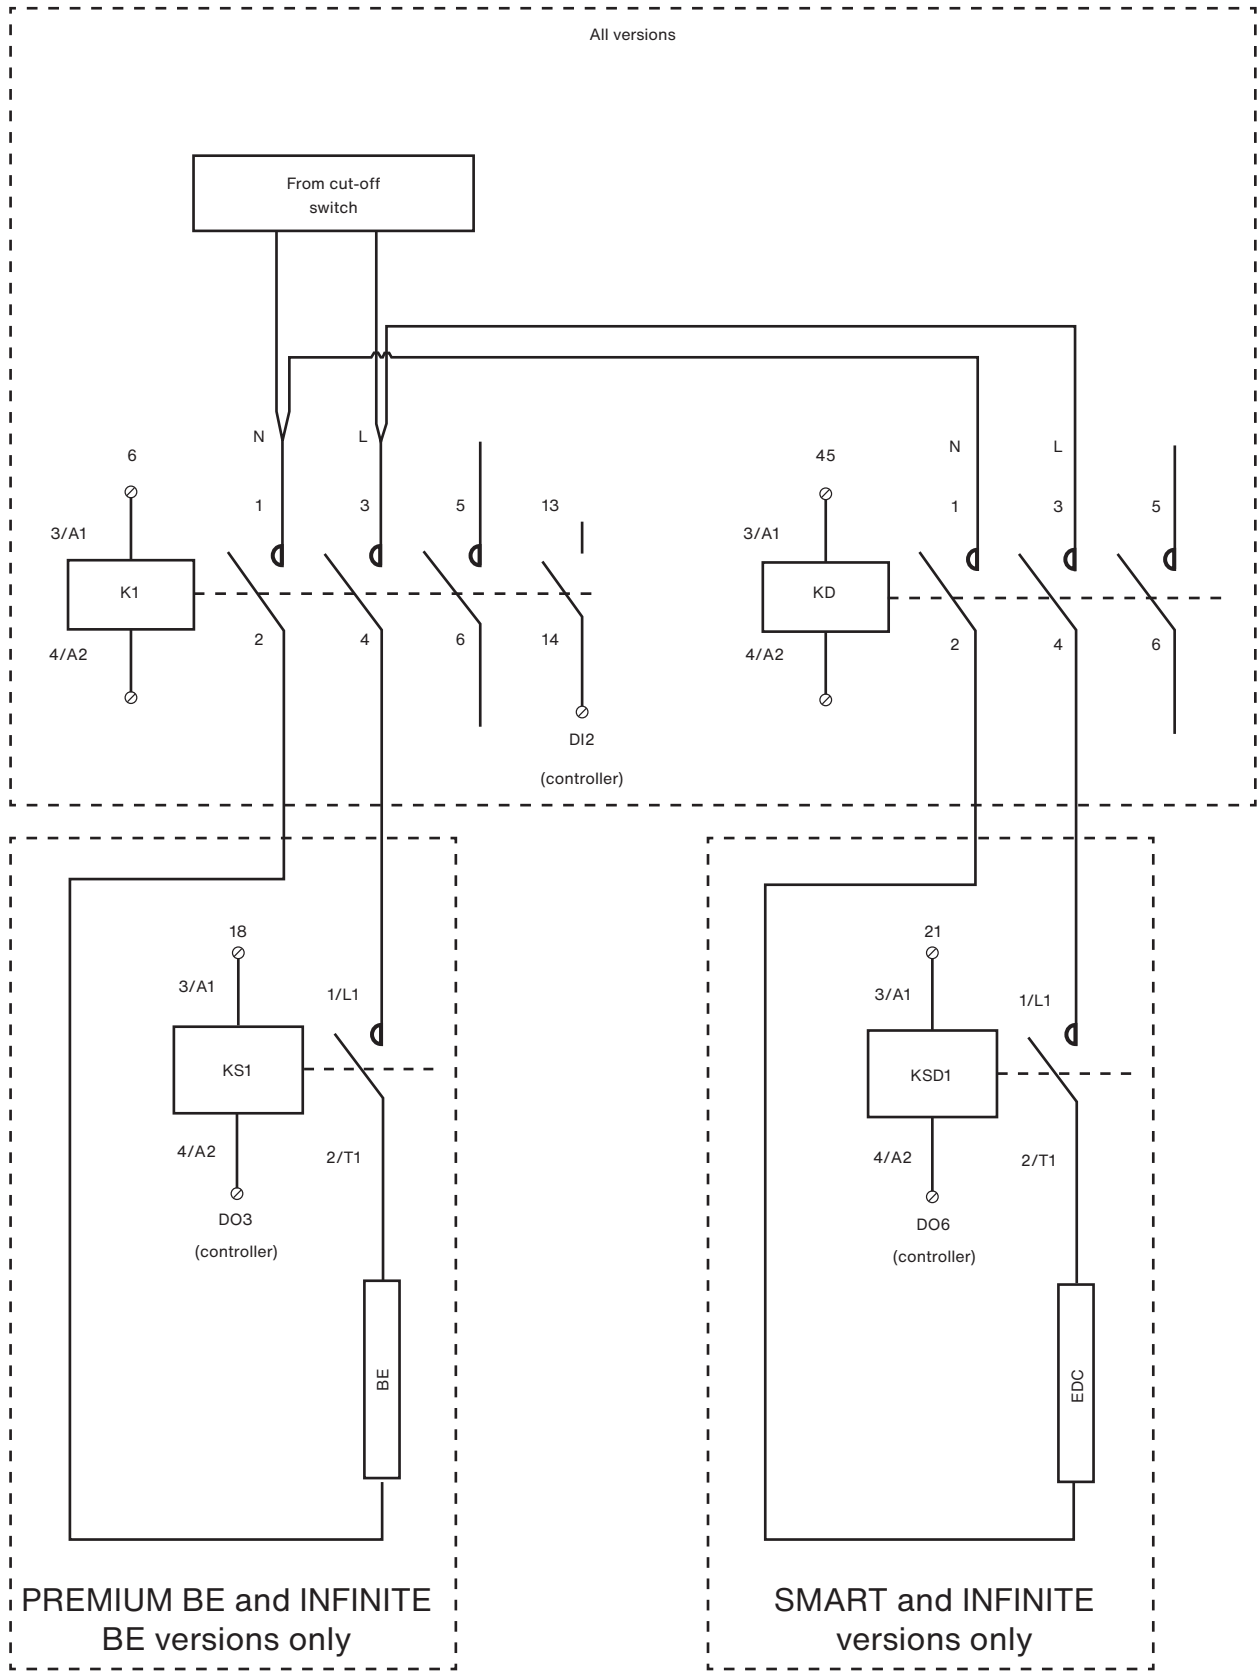 All versions
From cut-off
switch
N
L
N
L
6
45
1
3
5
13
1
3
5
3/A1
3/A1
K1
KD
2
4
6
14
2
4
6
4/A2
4/A2
DI2
(controller)
18
21
3/A1
1/L1
3/A1
1/L1
KS1
KSD1
4/A2
2/T1
4/A2
2/T1
DO3
(controller)
DO6
(controller)
BE
EDC
PREMIUM BE and INFINITE
BE versions only
SMART and INFINITE
versions only